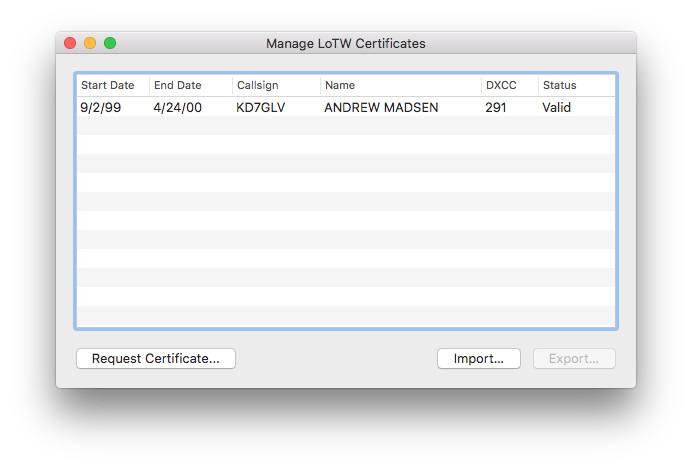 Manage LoTW Certificates
Start Date End Date Callsign Name DXCC Status
9/2/99 4/24/00 KD7GLV ANDREW MADSEN 291 Valid
Request Certificate... Import... Export...